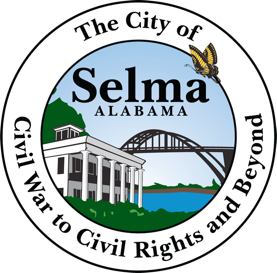 The City of
Selma
ALABAMA
Civil War to Civil Rights and Beyond